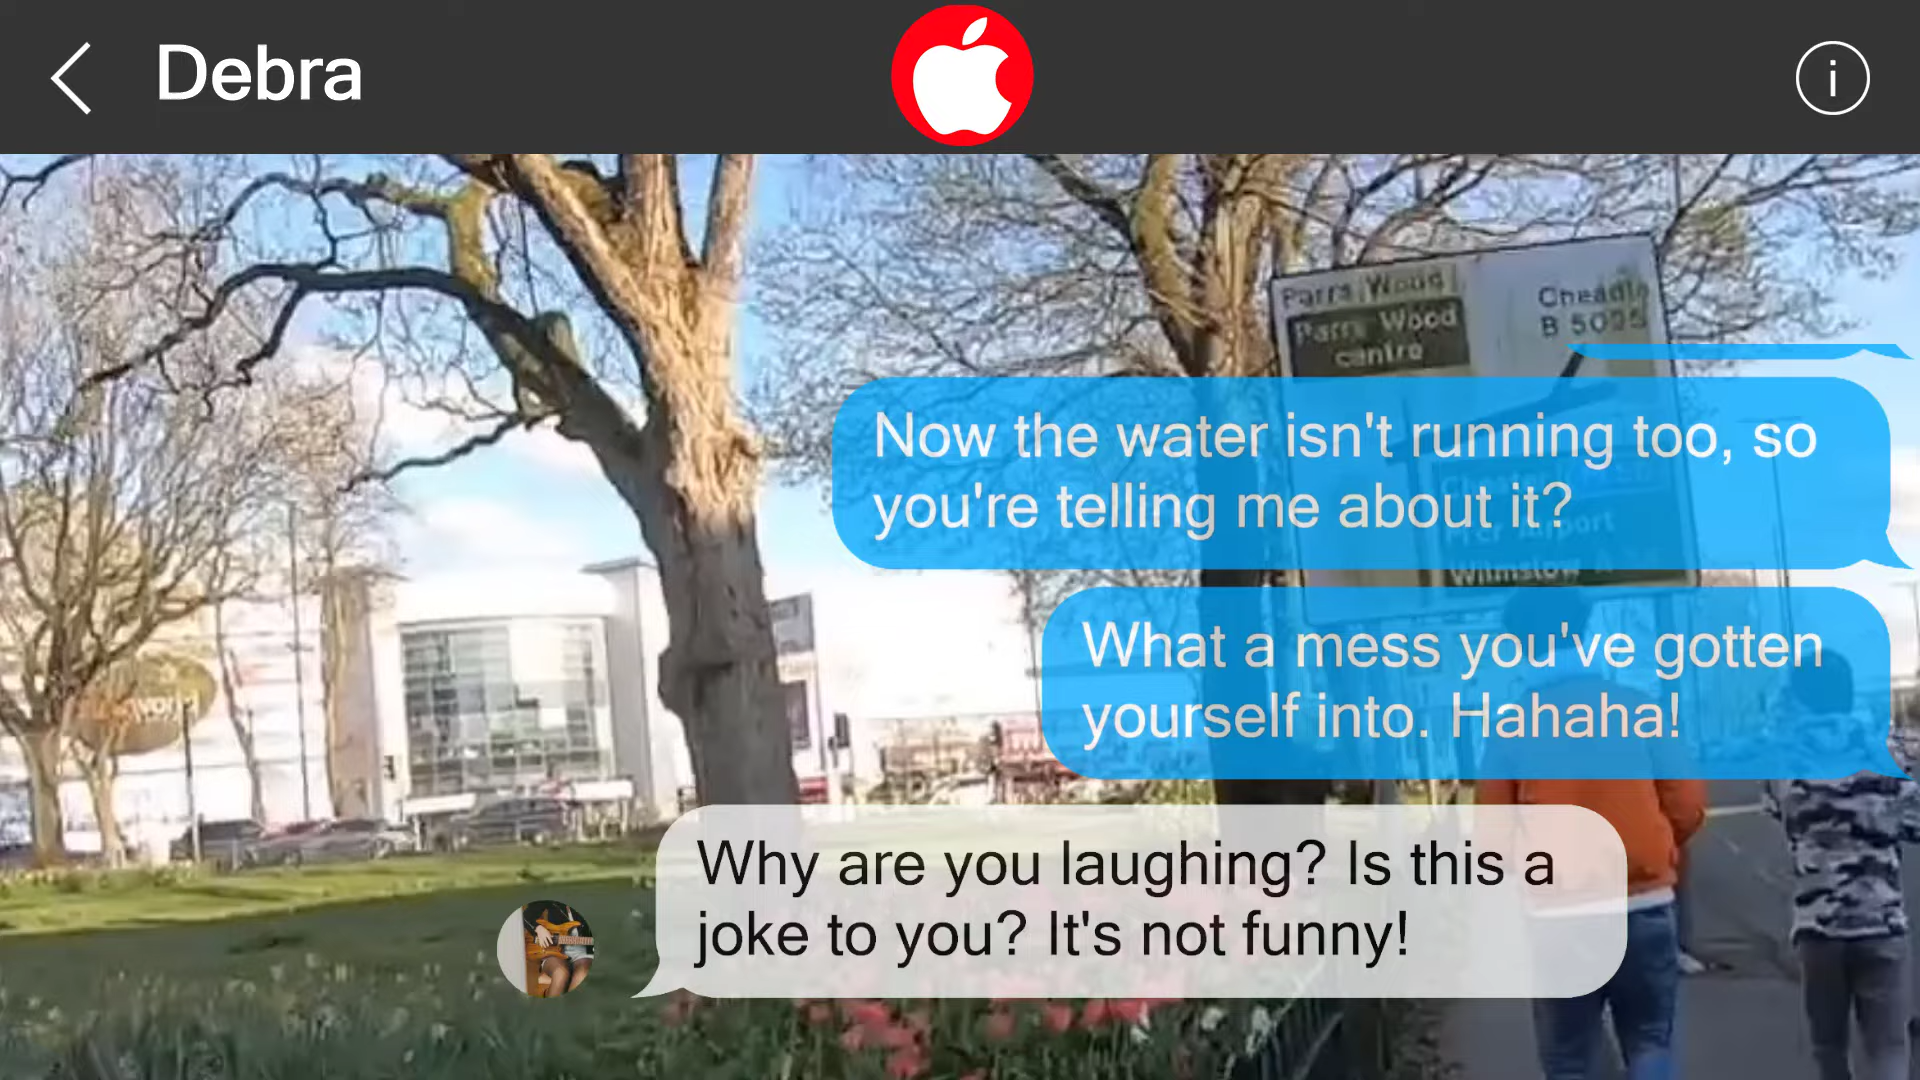 Debra
i
Parrs Wood
Parrs Wood
centre
Cheadle
B 5095
Now the water isn't running too, so
you're telling me about it?
Airport
Wilmslow
What a mess you've gotten
yourself into. Hahaha!
Why are you laughing? Is this a
joke to you? It's not funny!